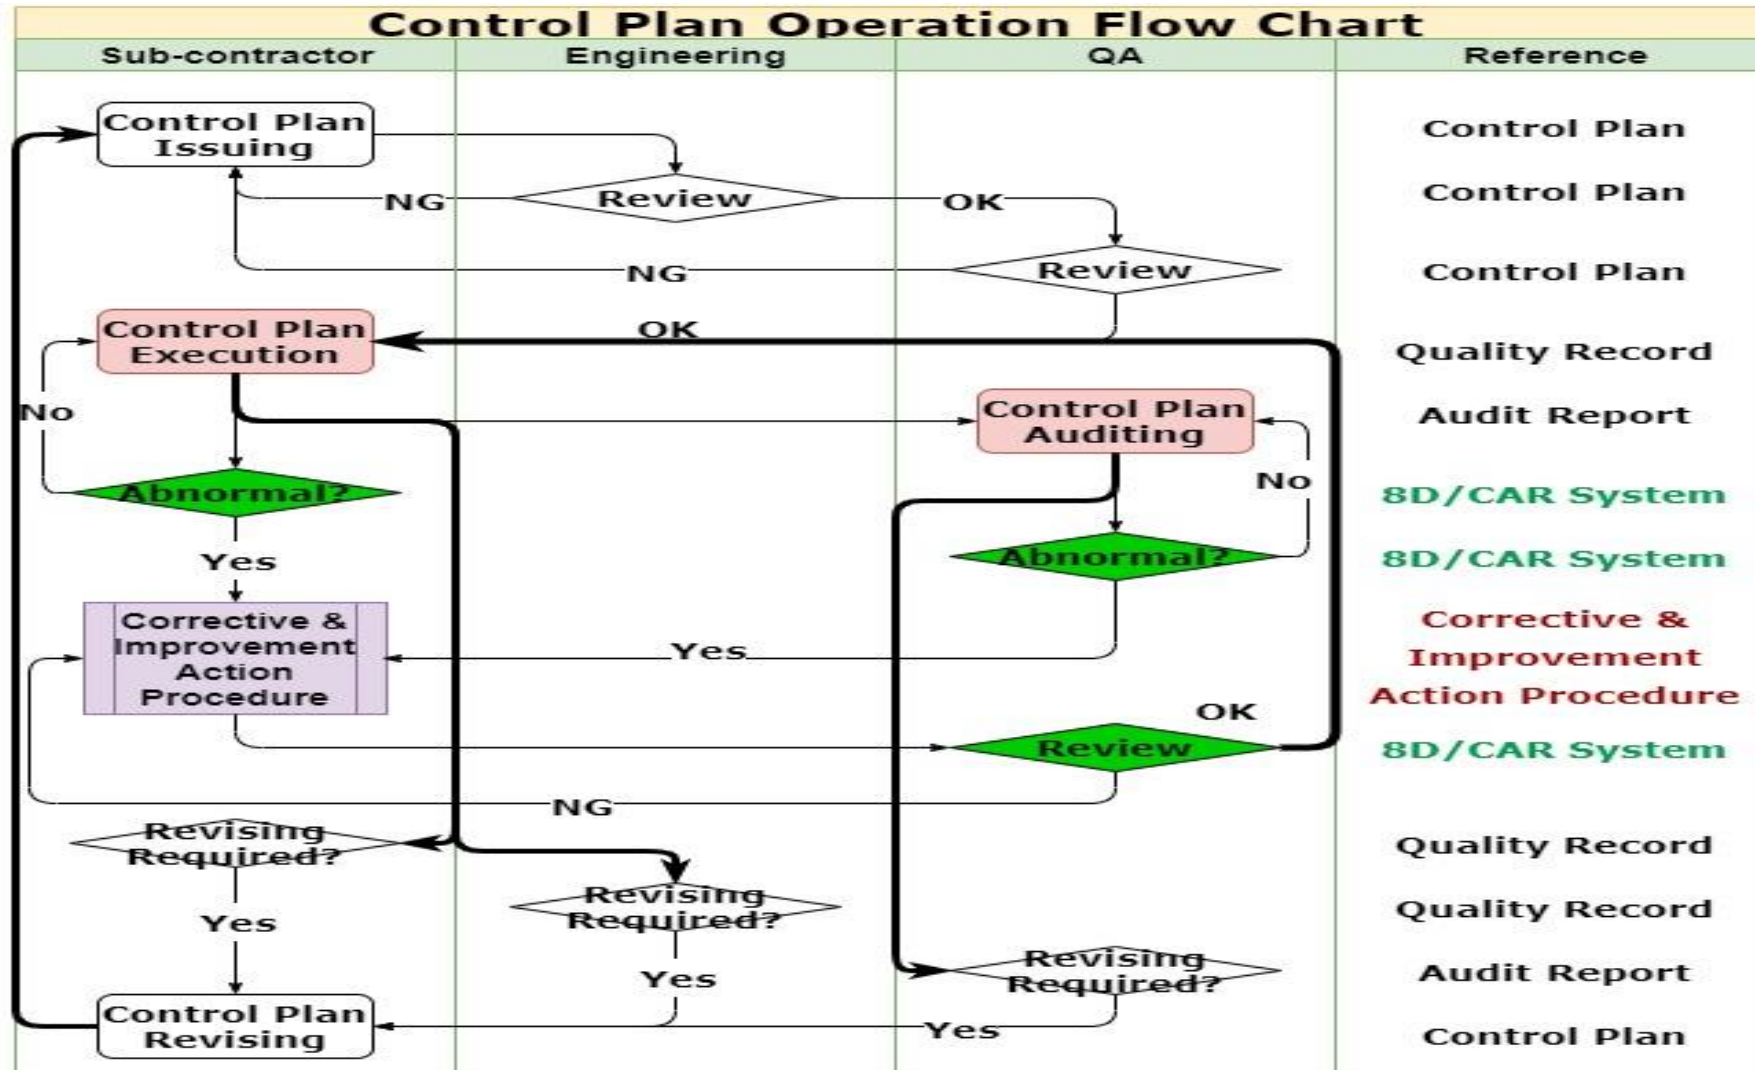 Control Plan Operation Flow Chart
Sub-contractor
Engineering
QA
Reference
Control Plan
Issuing
Control Plan
NG
Review
OK
Control Plan
NG
Review
Control Plan
Control Plan
Execution
OK
Quality Record
No
Control Plan
Auditing
Audit Report
Abnormal?
No
8D/CAR System
Yes
Abnormal?
8D/CAR System
Corrective &
Improvement
Action
Procedure
Yes
Corrective &
Improvement
Action Procedure
OK
Review
8D/CAR System
NG
Revising
Required?
Quality Record
Yes
Revising
Required?
Quality Record
Yes
Revising
Required?
Audit Report
Control Plan
Revising
Yes
Control Plan